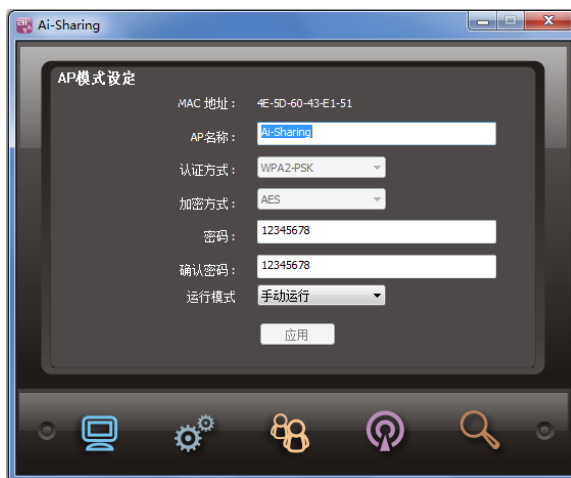 Ai-Sharing
AP模式设定
MAC 地址: 4E-5D-60-43-E1-51
AP名称: Ai-Sharing
认证方式: WPA2-PSK
加密方式: AES
密码: 12345678
确认密码: 12345678
运行模式 手动运行
应用